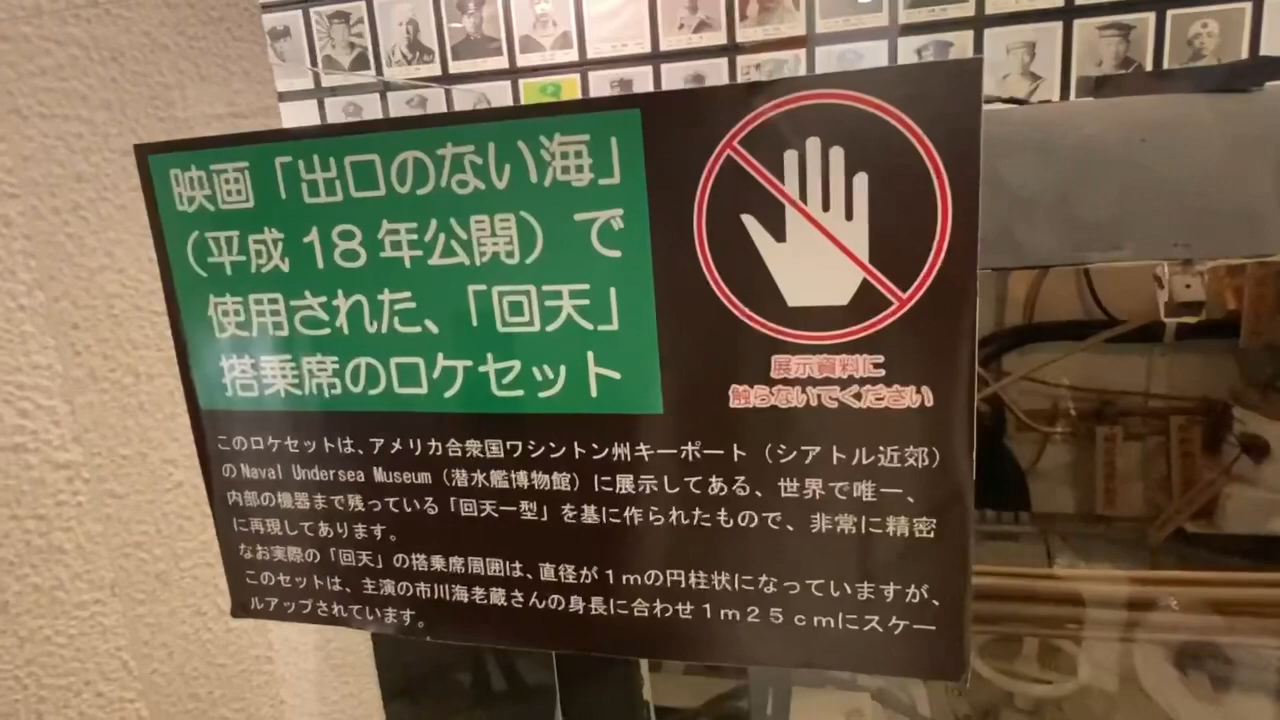 映画「出口のない海」
（平成18年公開）で
使用された、「回天」
搭乗席のロケセット
展示資料に
触らないでください
このロケセットは、アメリカ合衆国ワシントン州キーポート（シアトル近郊）
のNaval Undersea Museum（潜水艦博物館）に展示してある、世界で唯一、
内部の機器まで残っている「回天一型」を基に作られたもので、非常に精密
に再現してあります。
なお実際の「回天」の搭乗席周囲は、直径が１ｍの円柱状になっていますが、
このセットは、主演の市川海老蔵さんの身長に合わせ１ｍ２５ｃｍにスケー
ルアップされています。